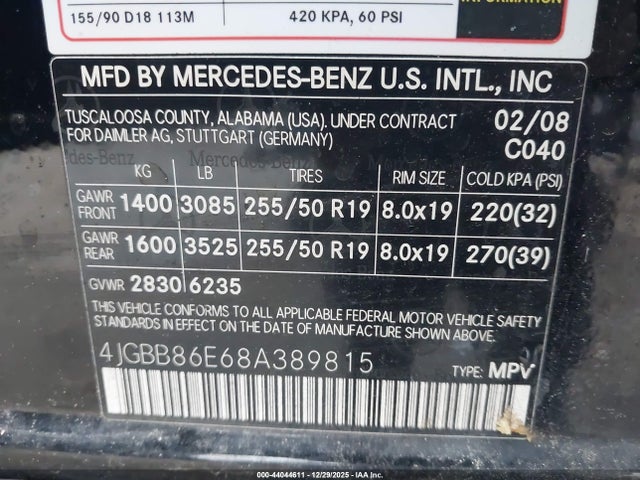 155/90 D18 113M 420 KPA, 60 PSI INFORMATION
MFD BY MERCEDES-BENZ U.S. INTL., INC
TUSCALOOSA COUNTY, ALABAMA (USA), UNDER CONTRACT 02/08
FOR DAIMLER AG, STUTTGART (GERMANY) C040
KG LB TIRES RIM SIZE COLD KPA (PSI)
GAWR FRONT 1400 3085 255/50 R19 8.0x19 220(32)
GAWR REAR 1600 3525 255/50 R19 8.0x19 270(39)
GVWR 2830 6235
THIS VEHICLE CONFORMS TO ALL APPLICABLE FEDERAL MOTOR VEHICLE SAFETY
STANDARDS IN EFFECT ON THE DATE OF MANUFACTURE SHOWN ABOVE.
4JGBB86E68A389815 TYPE: MPV
000-44044611 - 12/29/2025 - IAA Inc.